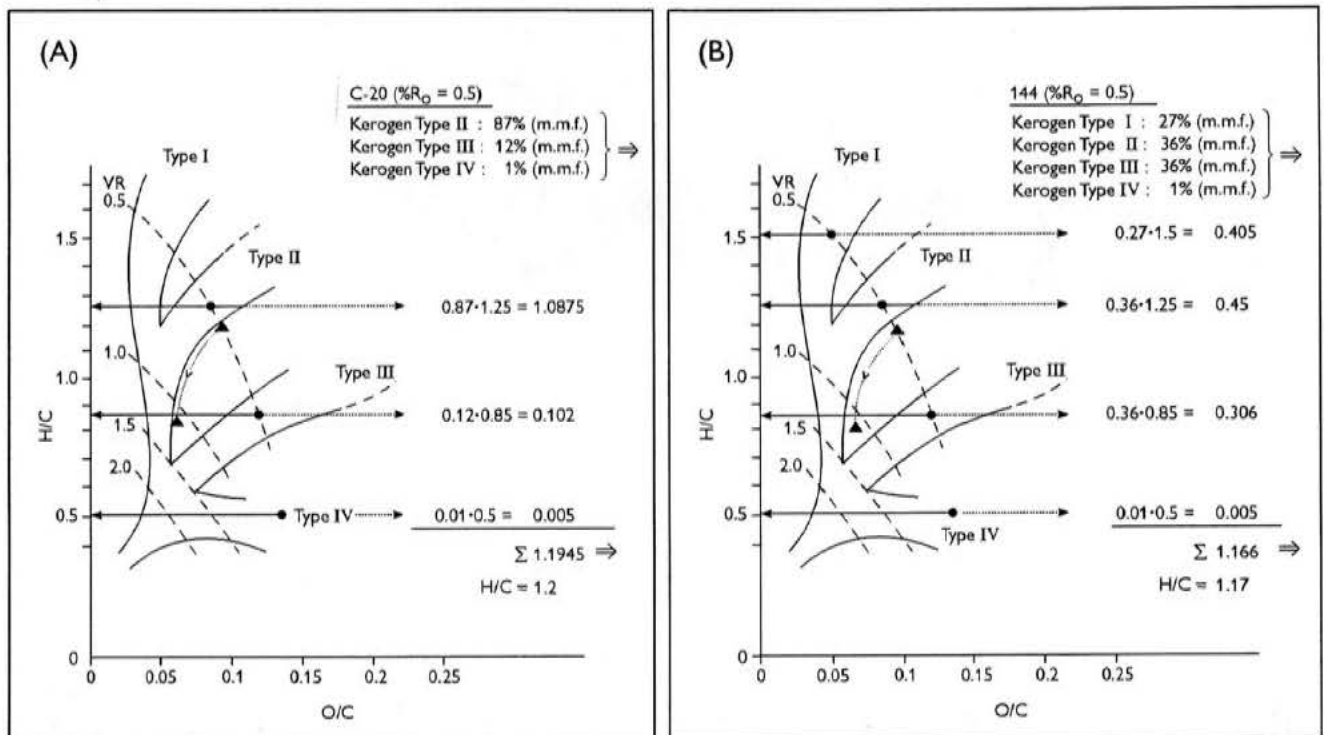 (A)
C-20 (%R_O = 0.5)
Kerogen Type II : 87% (m.m.f.)
Kerogen Type III : 12% (m.m.f.)
Kerogen Type IV : 1% (m.m.f.)
⇒
Type I
VR
0.5
1.5
Type II
0.87·1.25 = 1.0875
1.0
1.0
Type III
H/C
1.5
0.12·0.85 = 0.102
2.0
0.5
Type IV
0.01·0.5 = 0.005
Σ 1.1945 ⇒
H/C = 1.2
0
0 0.05 0.1 0.15 0.2 0.25
O/C
(B)
144 (%R_O = 0.5)
Kerogen Type I : 27% (m.m.f.)
Kerogen Type II : 36% (m.m.f.)
Kerogen Type III : 36% (m.m.f.)
Kerogen Type IV : 1% (m.m.f.)
⇒
Type I
VR
0.5
1.5
0.27·1.5 = 0.405
Type II
0.36·1.25 = 0.45
1.0
1.0
Type III
H/C
1.5
0.36·0.85 = 0.306
2.0
0.5
0.01·0.5 = 0.005
Type IV
Σ 1.166 ⇒
H/C = 1.17
0
0 0.05 0.1 0.15 0.2 0.25
O/C